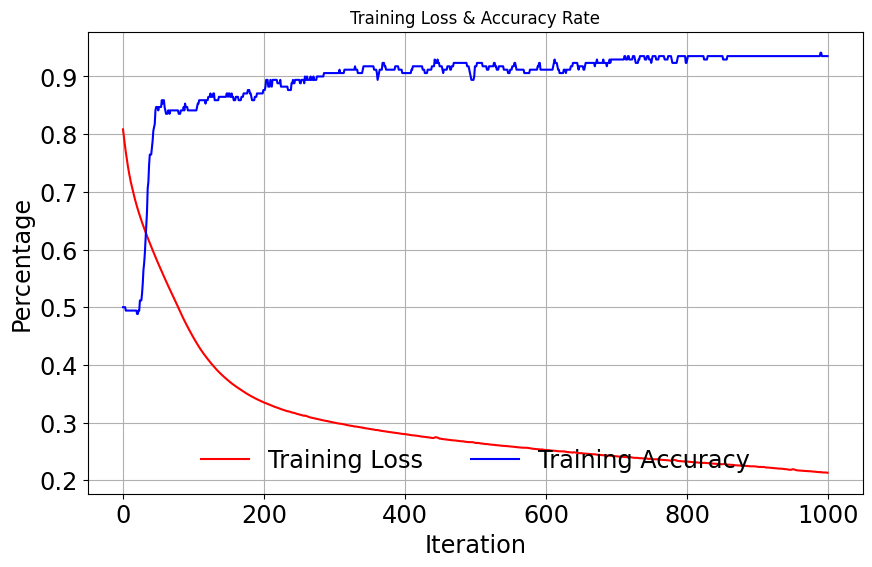 Training Loss & Accuracy Rate
Percentage
0.9
0.8
0.7
0.6
0.5
0.4
0.3
0.2
Training Loss Training Accuracy
0 200 400 600 800 1000
Iteration